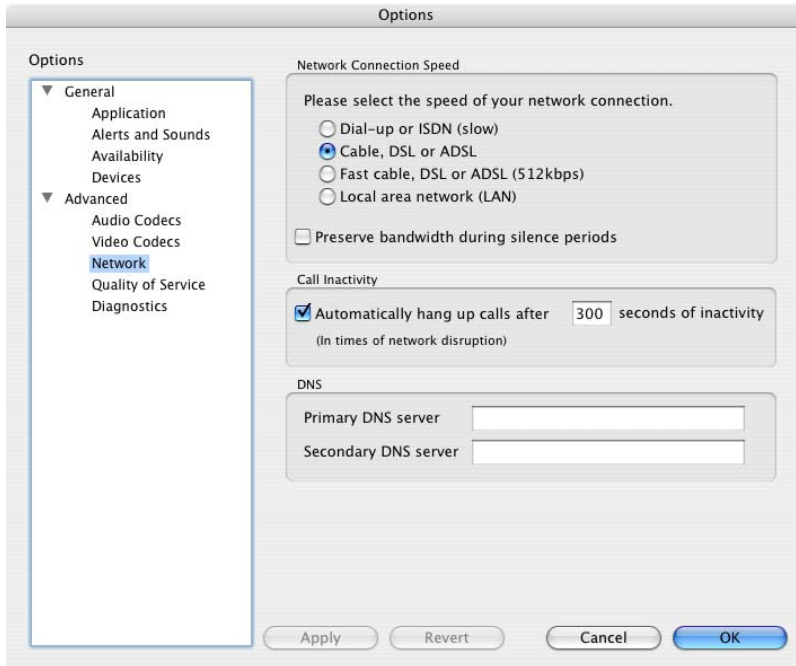 Options
Options
General
Application
Alerts and Sounds
Availability
Devices
Advanced
Audio Codecs
Video Codecs
Network
Quality of Service
Diagnostics
Network Connection Speed
Please select the speed of your network connection.
Dial-up or ISDN (slow)
Cable, DSL or ADSL
Fast cable, DSL or ADSL (512kbps)
Local area network (LAN)
Preserve bandwidth during silence periods
Call Inactivity
Automatically hang up calls after 300 seconds of inactivity
(In times of network disruption)
DNS
Primary DNS server
Secondary DNS server
Apply Revert Cancel OK